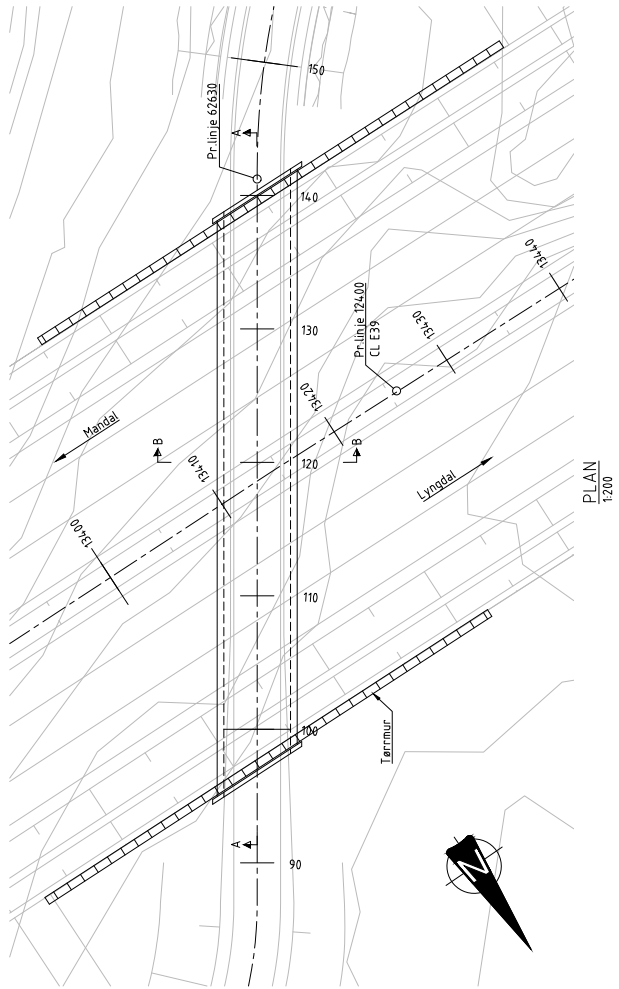 150
Pr.linje 62630
A
140
13440
Pr.linje 12400
CL E39
13430
130
13420
Mandal
B
B
120
13410
Lyngdal
PLAN
1:200
13400
110
100
Tørrmur
A
90
N